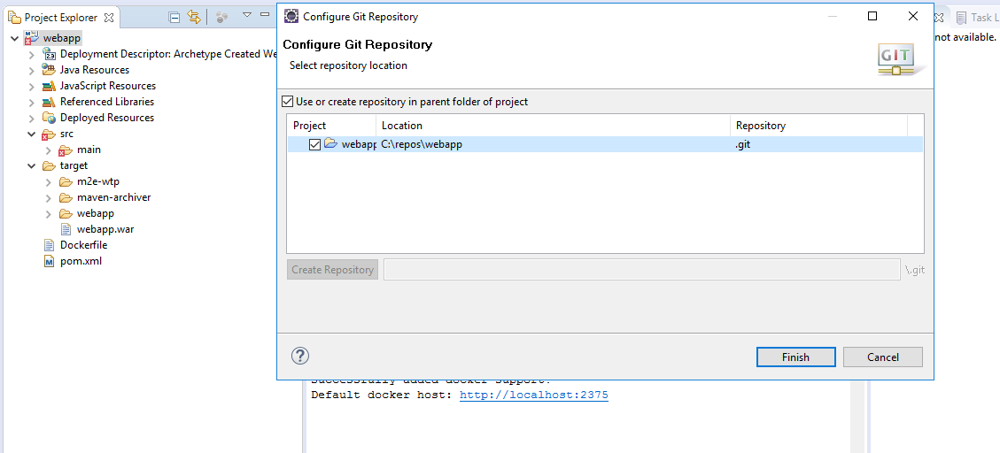 Project Explorer
webapp
Deployment Descriptor: Archetype Created We
Java Resources
JavaScript Resources
Referenced Libraries
Deployed Resources
src
main
target
m2e-wtp
maven-archiver
webapp
webapp.war
Dockerfile
pom.xml
Configure Git Repository
Configure Git Repository
Select repository location
GIT
Use or create repository in parent folder of project
Project Location Repository
webapp C:\repos\webapp .git
Create Repository \.git
Finish Cancel
Task L
not available.
Successfully added docker support!
Default docker host: http://localhost:2375